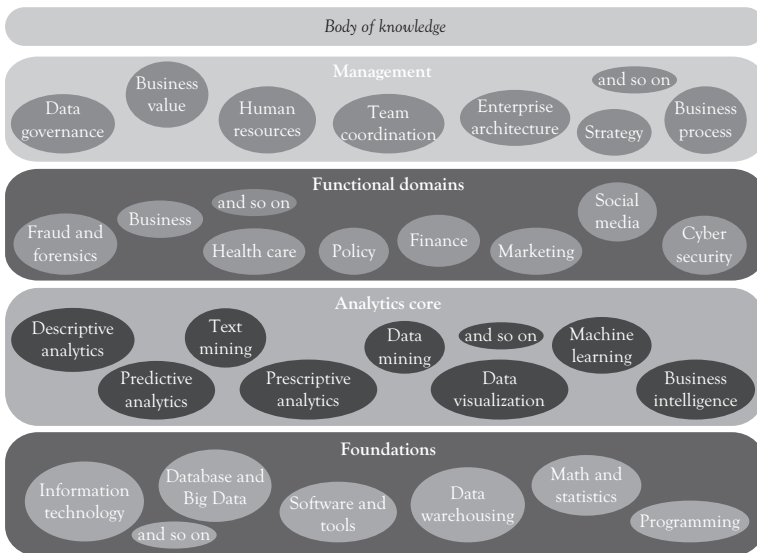 Body of knowledge
Management
Data
governance
Business
value
Human
resources
Team
coordination
Enterprise
architecture
and so on
Strategy
Business
process
Functional domains
Fraud and
forensics
Business
and so on
Health care
Policy
Finance
Marketing
Social
media
Cyber
security
Analytics core
Descriptive
analytics
Predictive
analytics
Text
mining
Prescriptive
analytics
Data
mining
and so on
Data
visualization
Machine
learning
Business
intelligence
Foundations
Information
technology
and so on
Database and
Big Data
Software and
tools
Data
warehousing
Math and
statistics
Programming